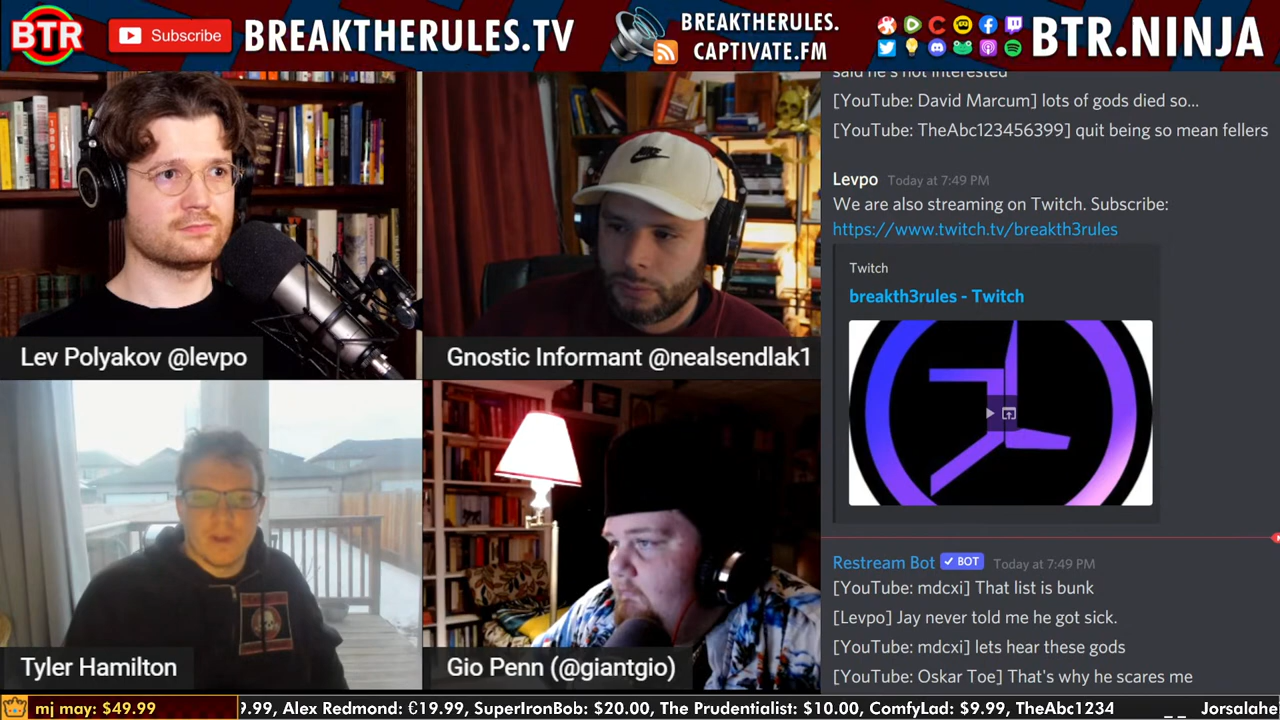 BTR
Subscribe
BREAKTHERULES.TV
BREAKTHERULES.
CAPTIVATE.FM
BTR.NINJA
said he's not interested
[YouTube: David Marcum] lots of gods died so...
[YouTube: TheAbc123456399] quit being so mean fellers
Levpo Today at 7:49 PM
We are also streaming on Twitch. Subscribe:
https://www.twitch.tv/breakth3rules
Twitch
breakth3rules - Twitch
Restream Bot ✓ BOT Today at 7:49 PM
[YouTube: mdcxi] That list is bunk
[Levpo] Jay never told me he got sick.
[YouTube: mdcxi] lets hear these gods
[YouTube: Oskar Toe] That's why he scares me
Lev Polyakov @levpo
Gnostic Informant @nealsendlak1
Tyler Hamilton
Gio Penn (@giantgio)
1989
mj may: $49.99
9.99, Alex Redmond: €19.99, SuperIronBob: $20.00, The Prudentialist: $10.00, ComfyLad: $9.99, TheAbc1234
_ _ Jorsalahe